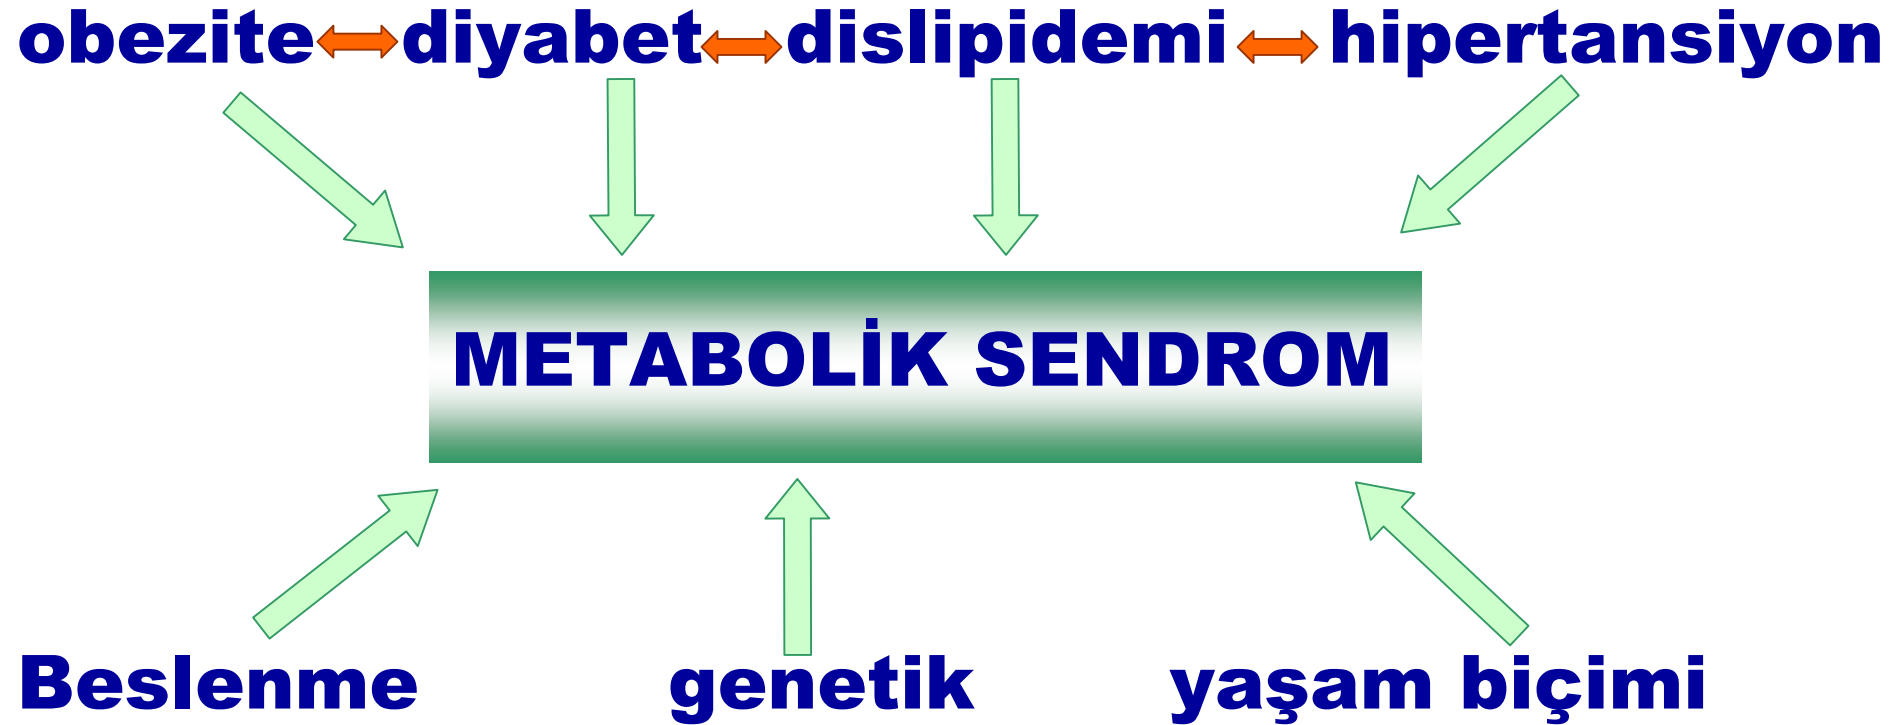 obezite diyabet dislipidemi hipertansiyon
METABOLİK SENDROM
Beslenme genetik yaşam biçimi